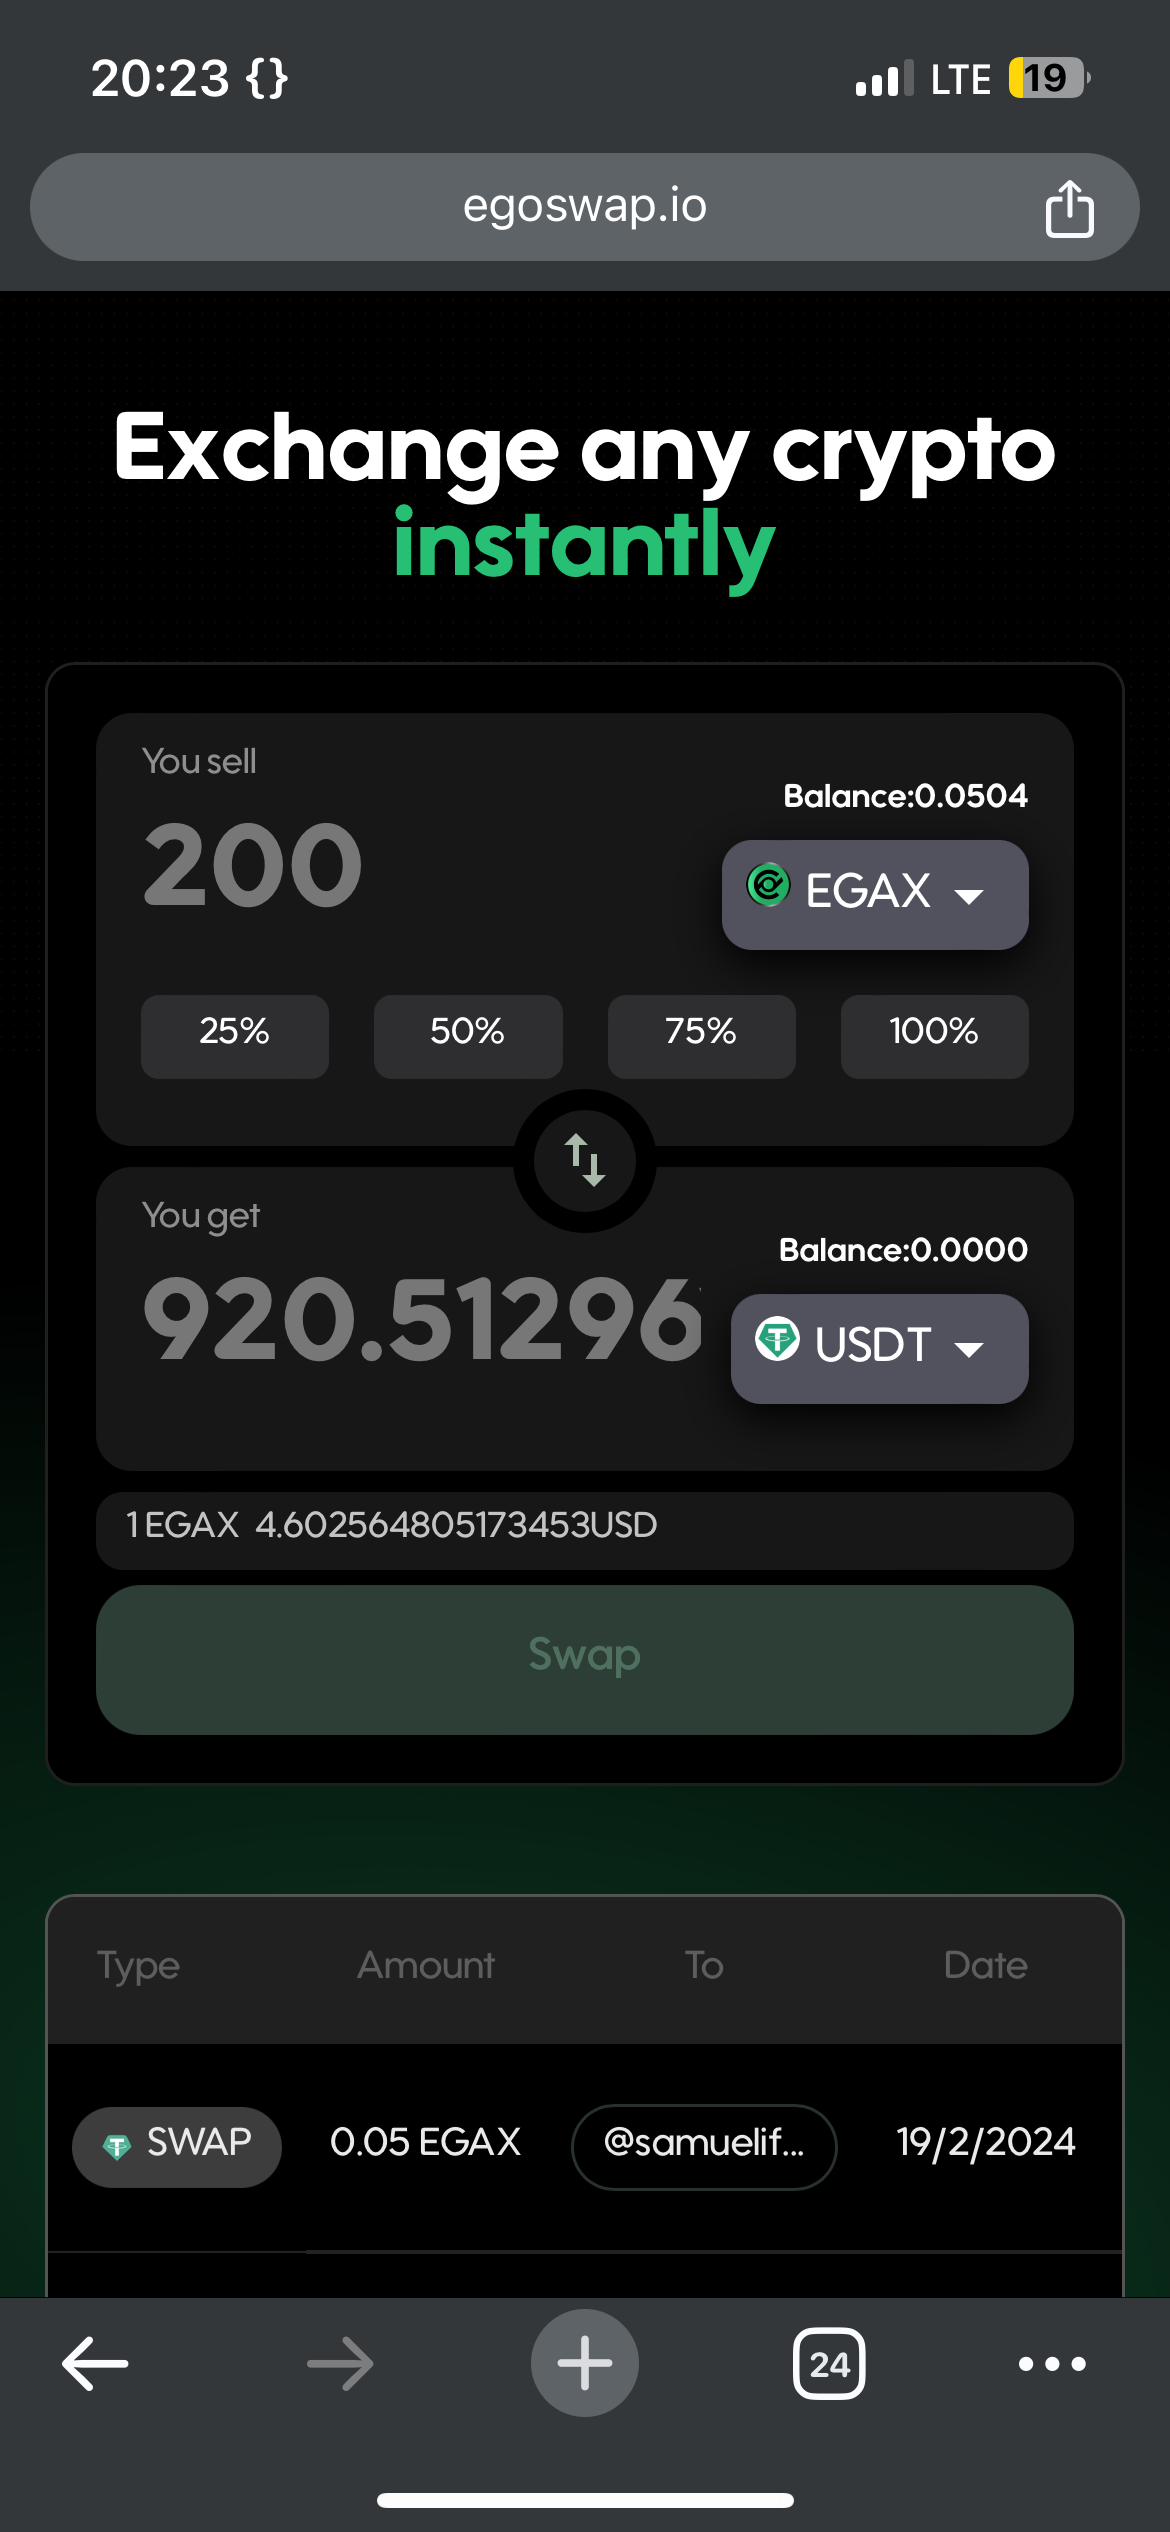 20:23 {}
LTE
19
egoswap.io
Exchange any crypto
instantly
You sell
Balance:0.0504
200
EGAX
25%
50%
75%
100%
You get
Balance:0.0000
920.51296
USDT
1 EGAX 4.602564805173453USD
Swap
Type
Amount
To
Date
SWAP
0.05 EGAX
@samuelif...
19/2/2024
24